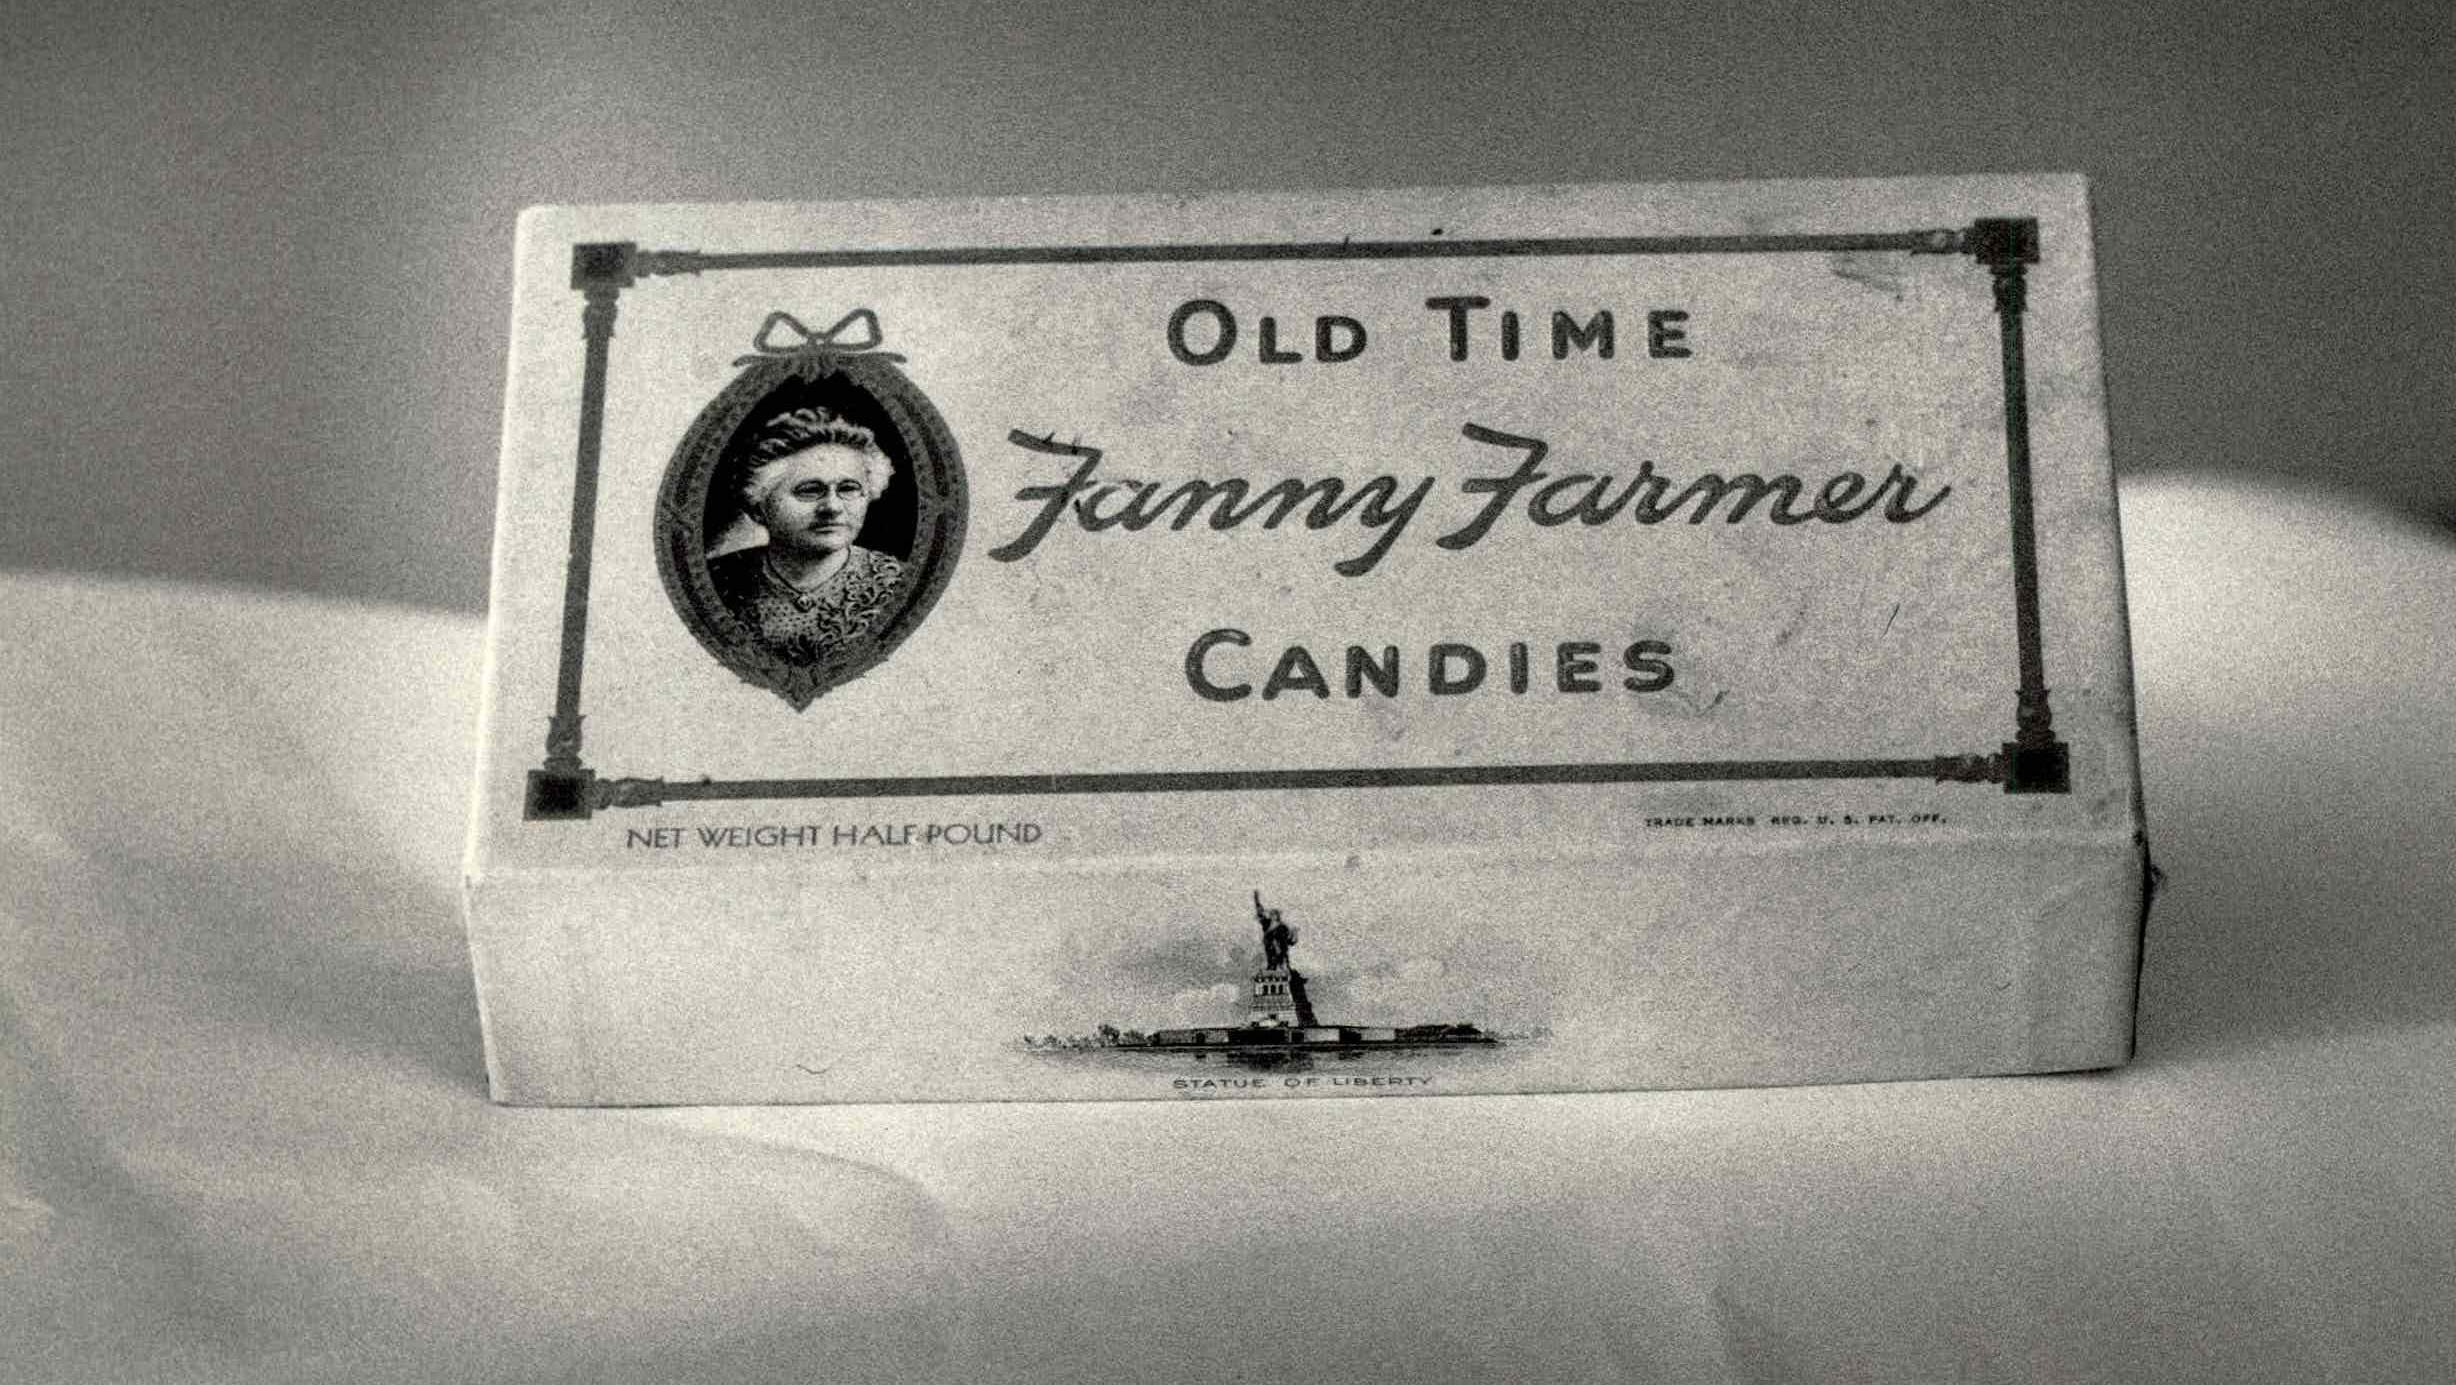 OLD TIME
Fanny Farmer
CANDIES
NET WEIGHT HALF POUND
TRADE MARKS REG. U. S. PAT. OFF.
STATUE OF LIBERTY